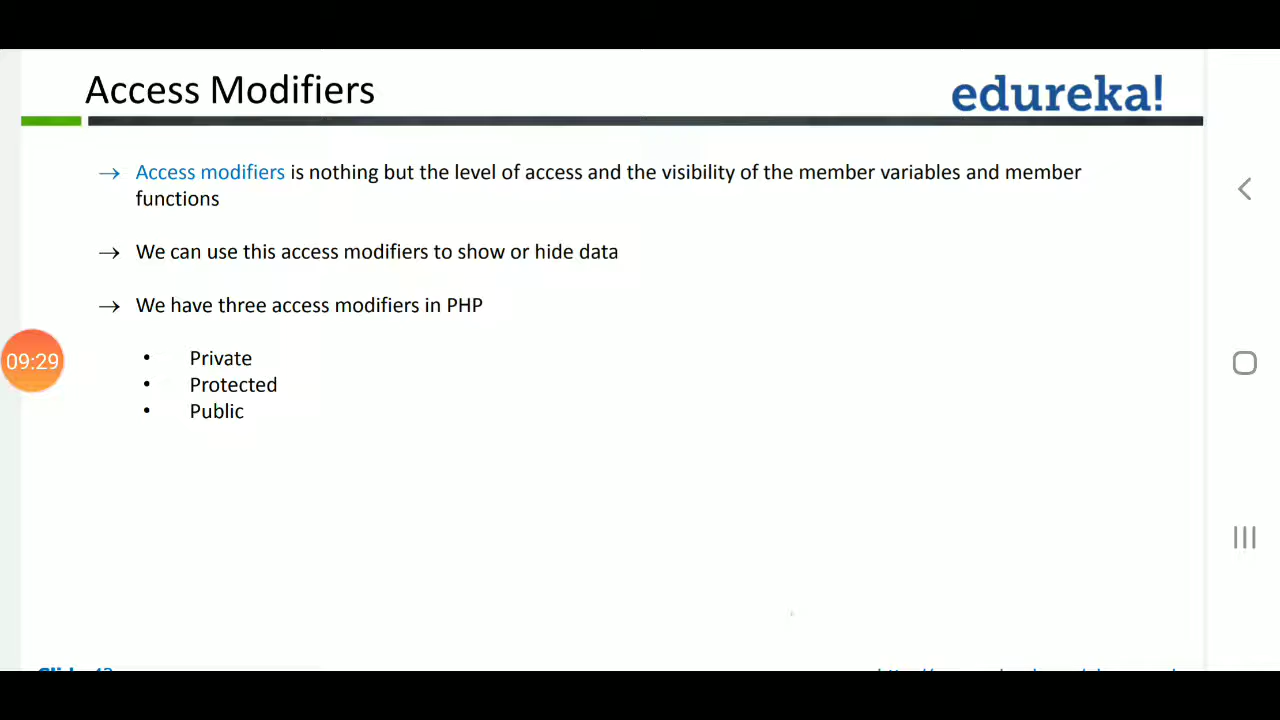 Access Modifiers
edureka!
→ Access modifiers is nothing but the level of access and the visibility of the member variables and member
functions
→ We can use this access modifiers to show or hide data
→ We have three access modifiers in PHP
09:29
• Private
• Protected
• Public